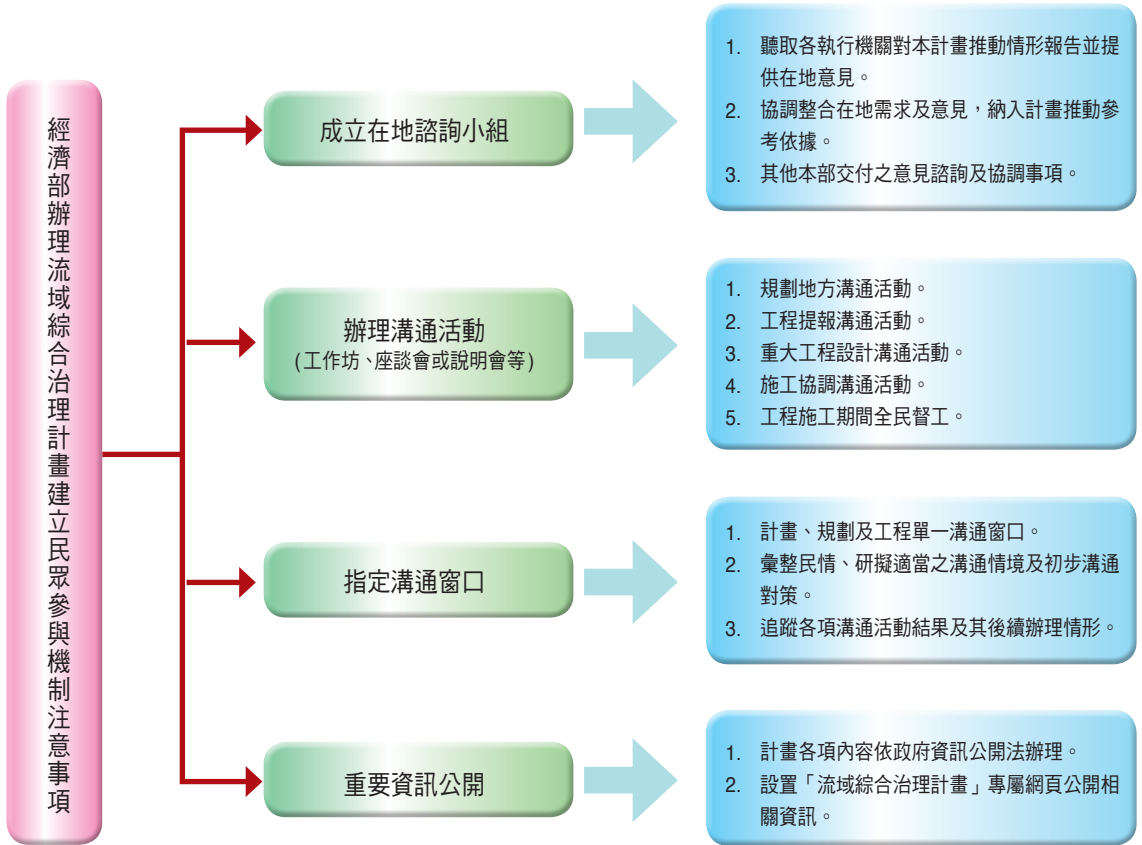 經濟部辦理流域綜合治理計畫建立民眾參與機制注意事項
成立在地諮詢小組
1. 聽取各執行機關對本計畫推動情形報告並提
供在地意見。
2. 協調整合在地需求及意見，納入計畫推動參
考依據。
3. 其他本部交付之意見諮詢及協調事項。
辦理溝通活動
(工作坊、座談會或說明會等)
1. 規劃地方溝通活動。
2. 工程提報溝通活動。
3. 重大工程設計溝通活動。
4. 施工協調溝通活動。
5. 工程施工期間全民督工。
指定溝通窗口
1. 計畫、規劃及工程單一溝通窗口。
2. 彙整民情、研擬適當之溝通情境及初步溝通
對策。
3. 追蹤各項溝通活動結果及其後續辦理情形。
重要資訊公開
1. 計畫各項內容依政府資訊公開法辦理。
2. 設置「流域綜合治理計畫」專屬網頁公開相
關資訊。